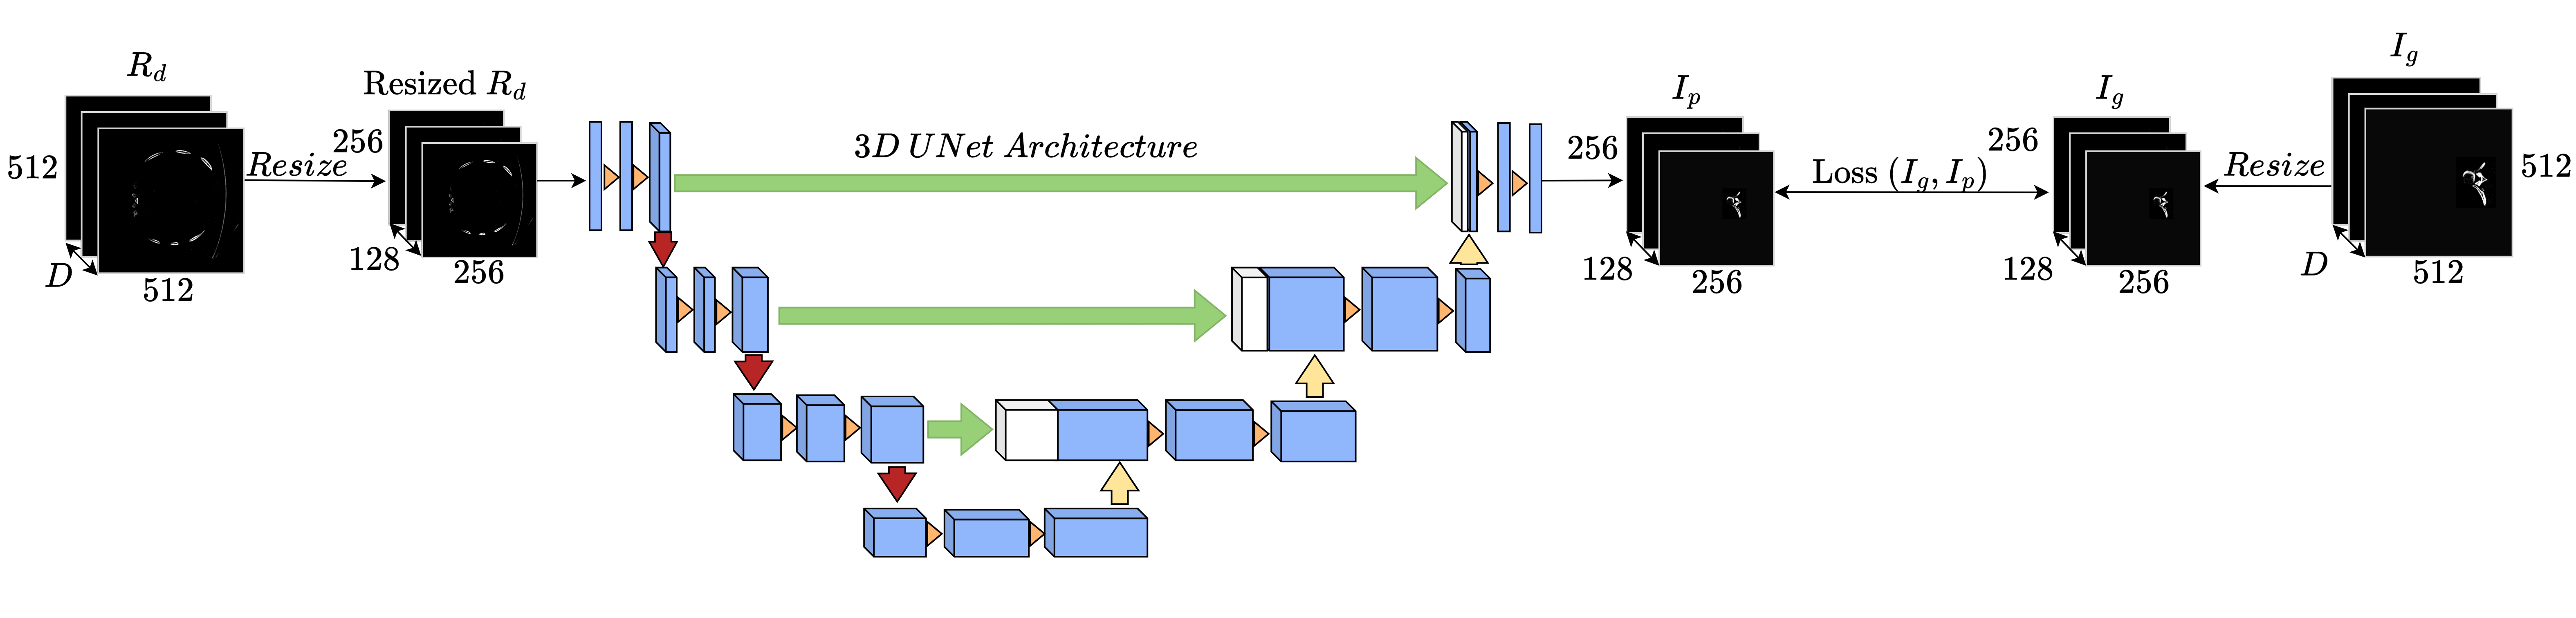 R_d
512
D
512
Resize
Resized R_d
256
128
256
3D UNet Architecture
I_p
256
128
256
Loss (I_g, I_p)
I_g
256
128
256
Resize
I_g
512
D
512